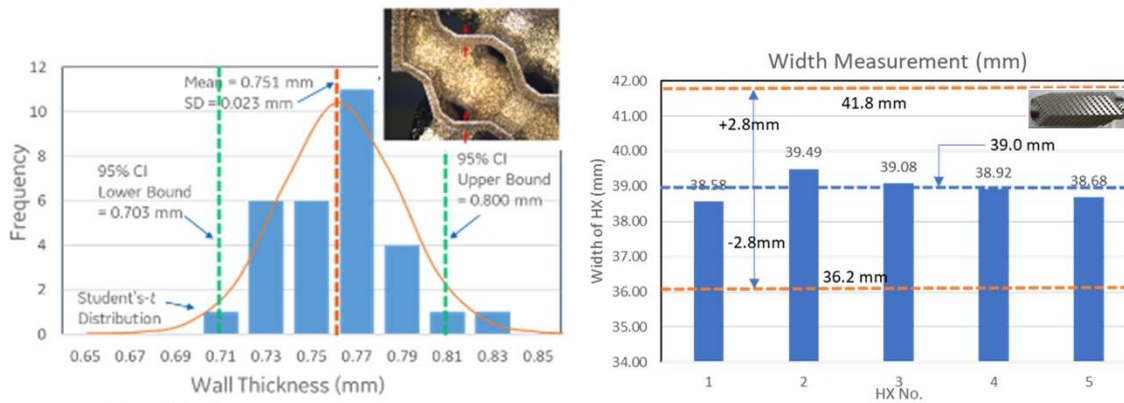 12
10
8
6
4
2
0
Frequency
Mean = 0.751 mm
SD = 0.023 mm
95% CI
Lower Bound
= 0.703 mm
95% CI
Upper Bound
= 0.800 mm
Student's-t
Distribution
0.65 0.67 0.69 0.71 0.73 0.75 0.77 0.79 0.81 0.83 0.85
Wall Thickness (mm)
Width Measurement (mm)
42.00
41.00
40.00
39.00
38.00
37.00
36.00
35.00
34.00
Width of HX (mm)
41.8 mm
+2.8mm
39.0 mm
38.58 39.49 39.08 38.92 38.68
-2.8mm
36.2 mm
1 2 3 4 5
HX No.